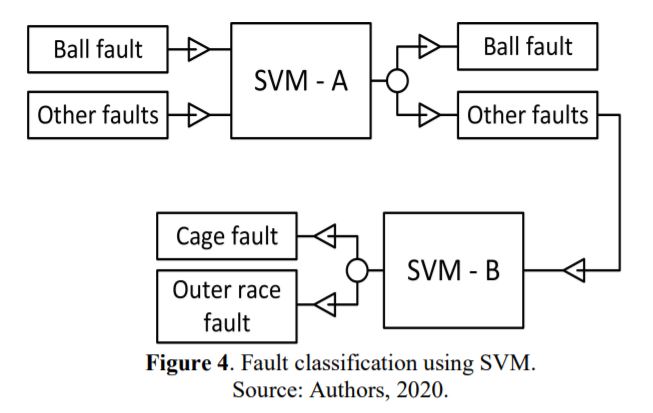 Ball fault
SVM - A
Ball fault
Other faults
Other faults
Cage fault
SVM - B
Outer race
fault
Figure 4. Fault classification using SVM.
Source: Authors, 2020.